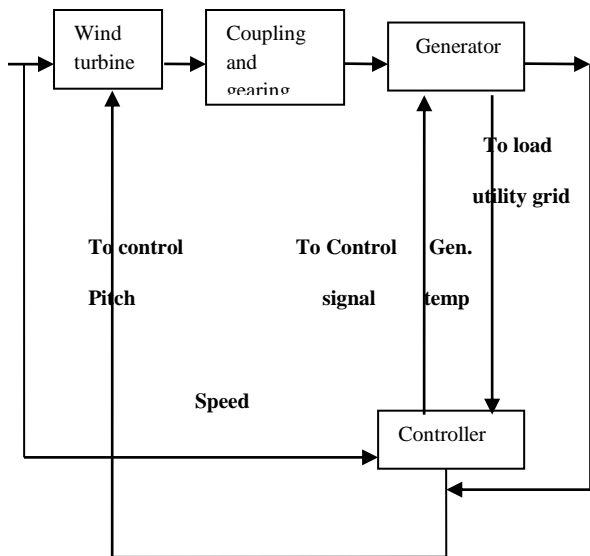 Wind
turbine
Coupling
and
gearing
Generator
To load
utility grid
To control
Pitch
To Control
signal
Gen.
temp
Speed
Controller